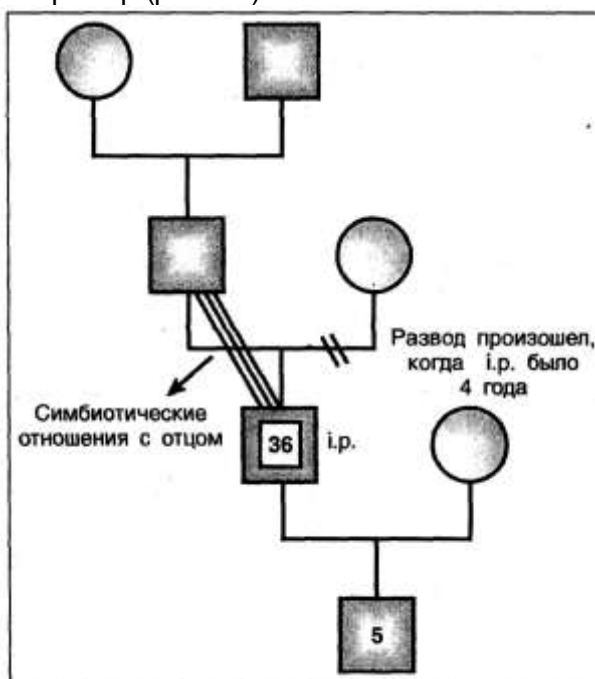 Развод произошел,
когда i.p. было
4 года
Симбиотические
отношения с отцом
36
i.p.
5